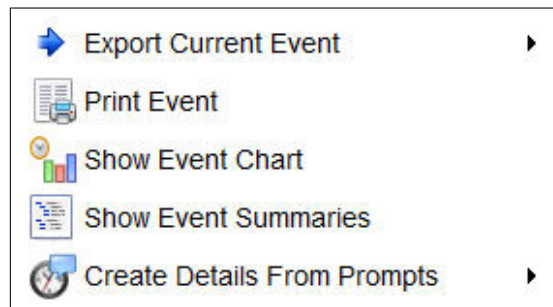 Export Current Event
Print Event
Show Event Chart
Show Event Summaries
Create Details From Prompts